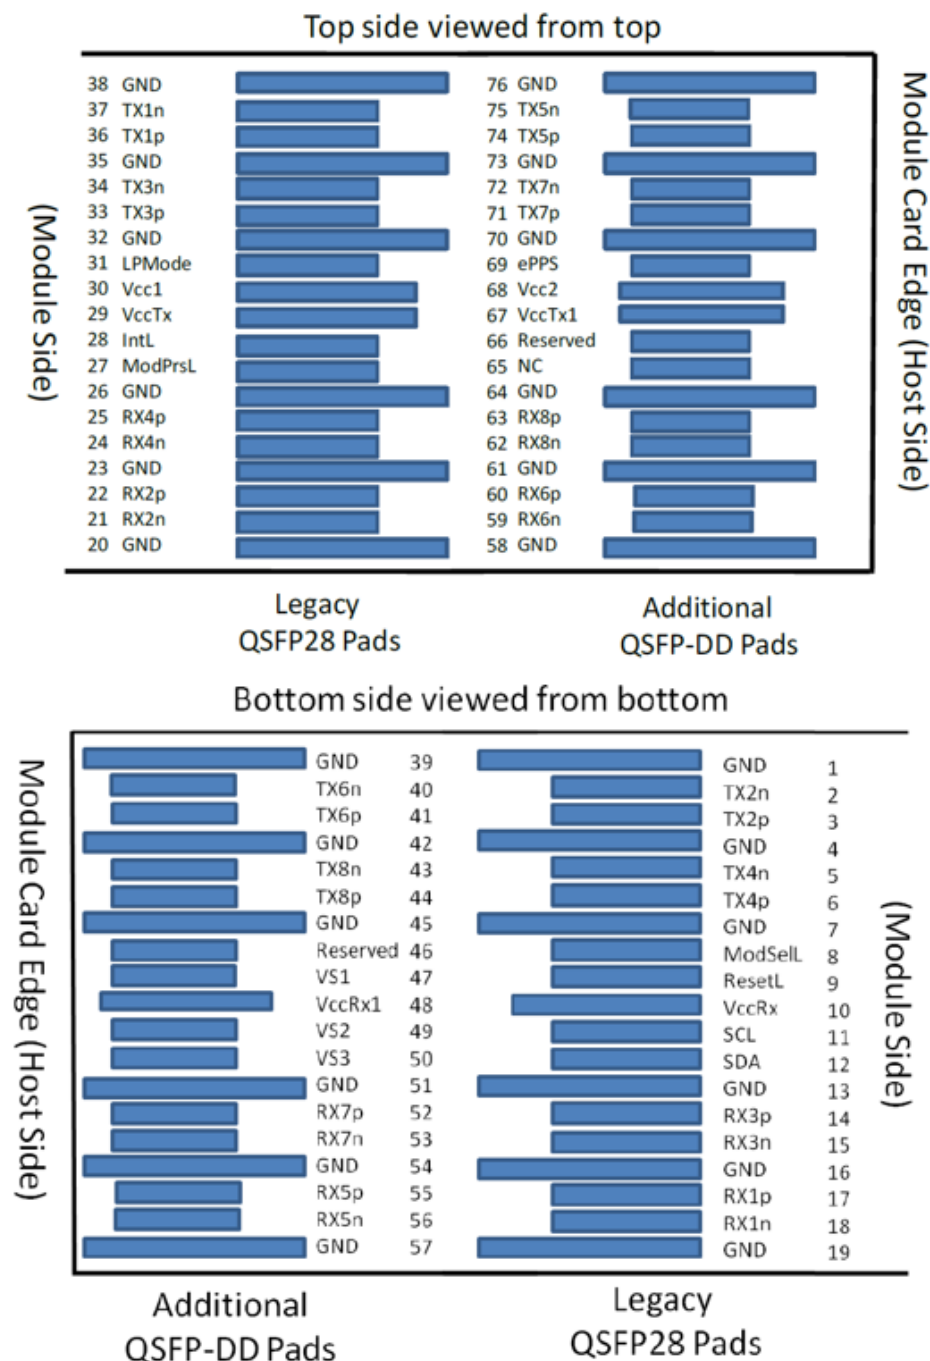 Top side viewed from top
38 GND 76 GND
37 TX1n 75 TX5n
36 TX1p 74 TX5p
35 GND 73 GND
34 TX3n 72 TX7n
33 TX3p 71 TX7p
32 GND 70 GND
31 LPMode 69 ePPS
30 Vcc1 68 Vcc2
29 VccTx 67 VccTx1
28 IntL 66 Reserved
27 ModPrsL 65 NC
26 GND 64 GND
25 RX4p 63 RX8p
24 RX4n 62 RX8n
23 GND 61 GND
22 RX2p 60 RX6p
21 RX2n 59 RX6n
20 GND 58 GND
(Module Side)
Module Card Edge (Host Side)
Legacy
QSFP28 Pads
Additional
QSFP-DD Pads
Bottom side viewed from bottom
GND 39 GND 1
TX6n 40 TX2n 2
TX6p 41 TX2p 3
GND 42 GND 4
TX8n 43 TX4n 5
TX8p 44 TX4p 6
GND 45 GND 7
Reserved 46 ModSelL 8
VS1 47 ResetL 9
VccRx1 48 VccRx 10
VS2 49 SCL 11
VS3 50 SDA 12
GND 51 GND 13
RX7p 52 RX3p 14
RX7n 53 RX3n 15
GND 54 GND 16
RX5p 55 RX1p 17
RX5n 56 RX1n 18
GND 57 GND 19
Module Card Edge (Host Side)
(Module Side)
Additional
QSFP-DD Pads
Legacy
QSFP28 Pads